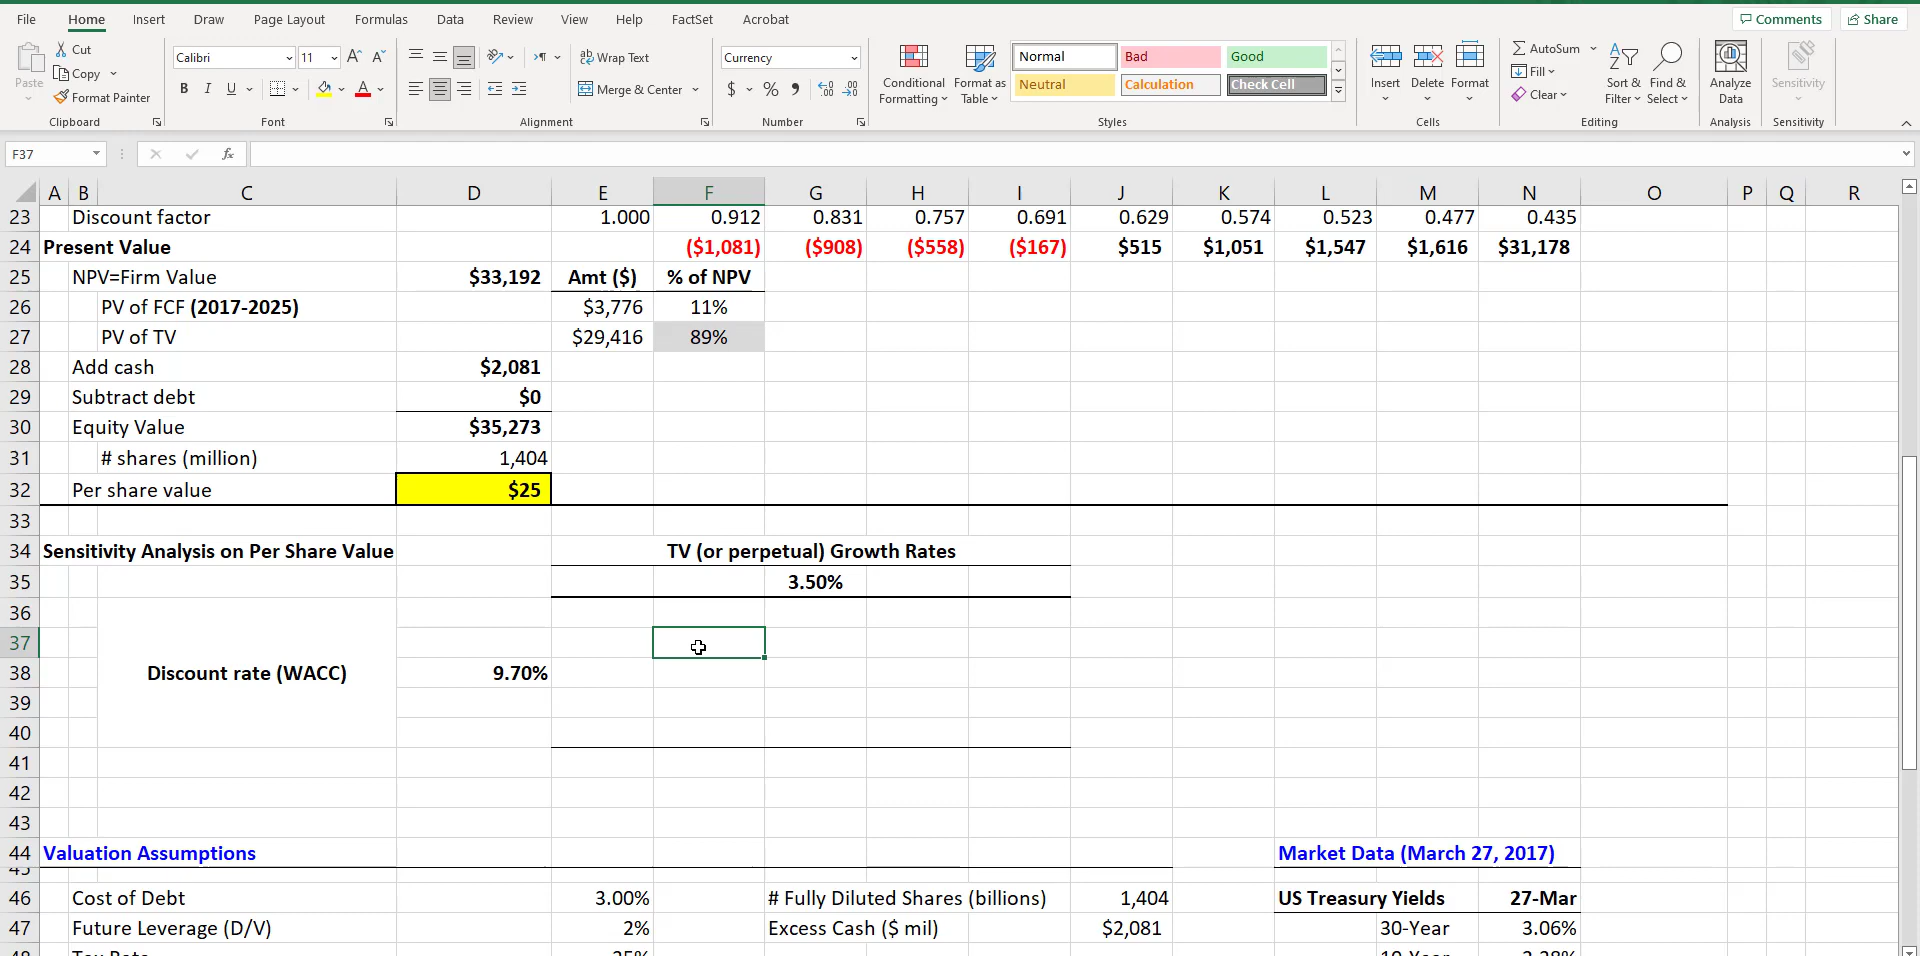 File Home Insert Draw Page Layout Formulas Data Review View Help FactSet Acrobat Comments Share
Paste Cut Copy Format Painter Clipboard
Calibri 11 A A B I U A Font
ab Wrap Text Merge & Center Alignment
Currency $ % , Number
Conditional Formatting Format as Table Normal Bad Good Neutral Calculation Check Cell Styles
Insert Delete Format Cells
AutoSum Fill Clear Sort & Filter Find & Select Editing
Analyze Data Analysis Sensitivity Sensitivity
F37 fx
A B C D E F G H I J K L M N O P Q R
23 Discount factor 1.000 0.912 0.831 0.757 0.691 0.629 0.574 0.523 0.477 0.435
24 Present Value ($1,081) ($908) ($558) ($167) $515 $1,051 $1,547 $1,616 $31,178
25 NPV=Firm Value $33,192 Amt ($) % of NPV
26 PV of FCF (2017-2025) $3,776 11%
27 PV of TV $29,416 89%
28 Add cash $2,081
29 Subtract debt $0
30 Equity Value $35,273
31 # shares (million) 1,404
32 Per share value $25
33
34 Sensitivity Analysis on Per Share Value TV (or perpetual) Growth Rates
35 3.50%
36
37
38 Discount rate (WACC) 9.70%
39
40
41
42
43
44 Valuation Assumptions Market Data (March 27, 2017)
45
46 Cost of Debt 3.00% # Fully Diluted Shares (billions) 1,404 US Treasury Yields 27-Mar
47 Future Leverage (D/V) 2% Excess Cash ($ mil) $2,081 30-Year 3.06%